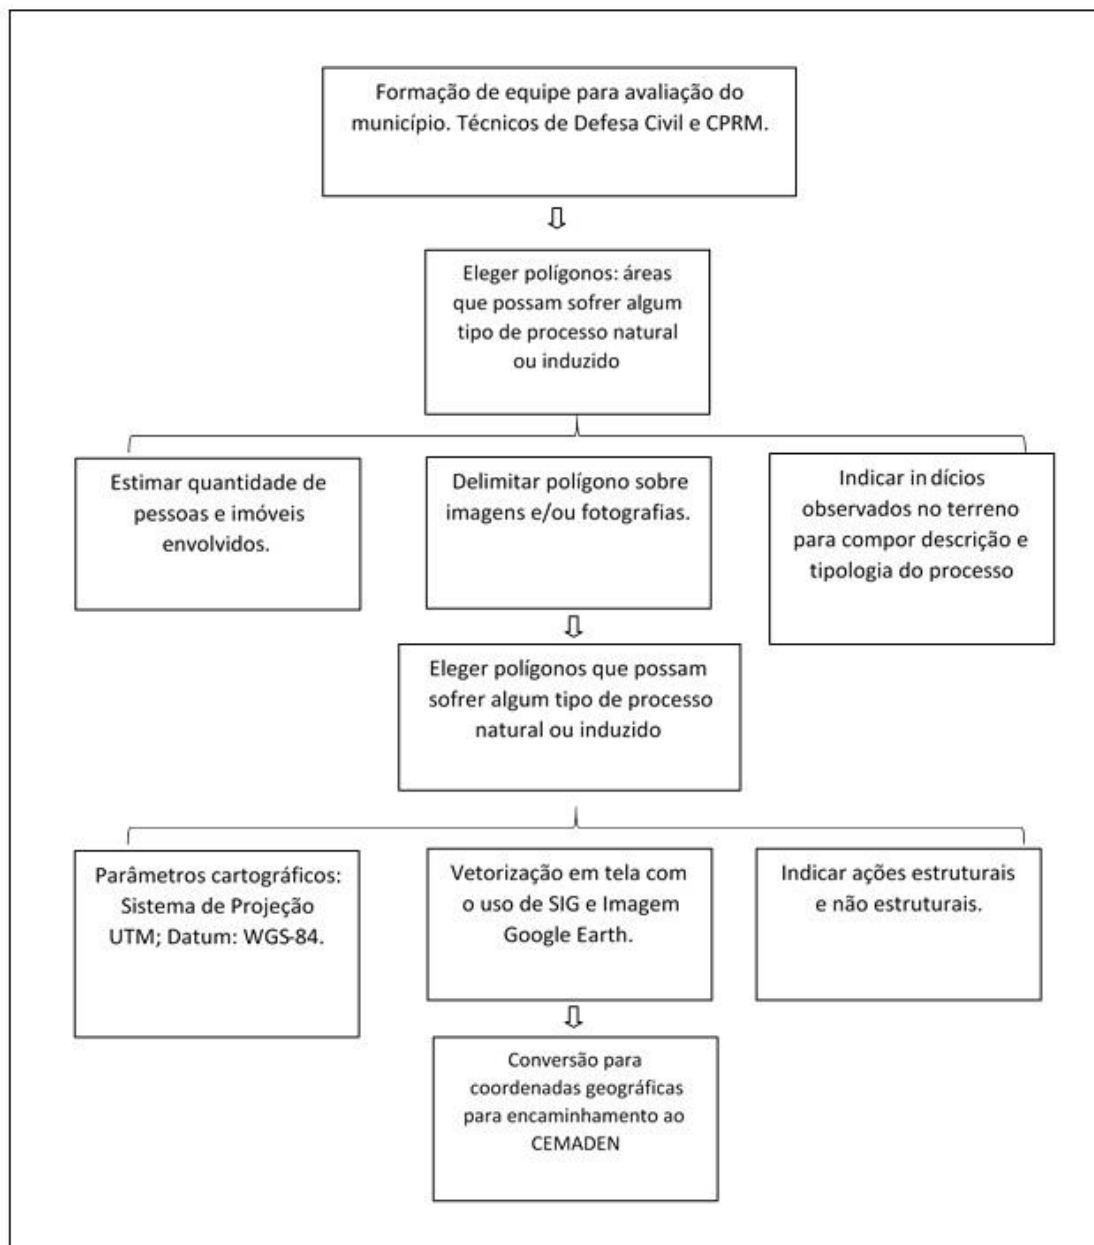 Formação de equipe para avaliação do
município. Técnicos de Defesa Civil e CPRM.
Eleger polígonos: áreas
que possam sofrer algum
tipo de processo natural
ou induzido
Estimar quantidade de
pessoas e imóveis
envolvidos.
Delimitar polígono sobre
imagens e/ou fotografias.
Indicar in dícios
observados no terreno
para compor descrição e
tipologia do processo
Eleger polígonos que possam
sofrer algum tipo de processo
natural ou induzido
Parâmetros cartográficos:
Sistema de Projeção
UTM; Datum: WGS-84.
Vetorização em tela com
o uso de SIG e Imagem
Google Earth.
Indicar ações estruturais
e não estruturais.
Conversão para
coordenadas geográficas
para encaminhamento ao
CEMADEN